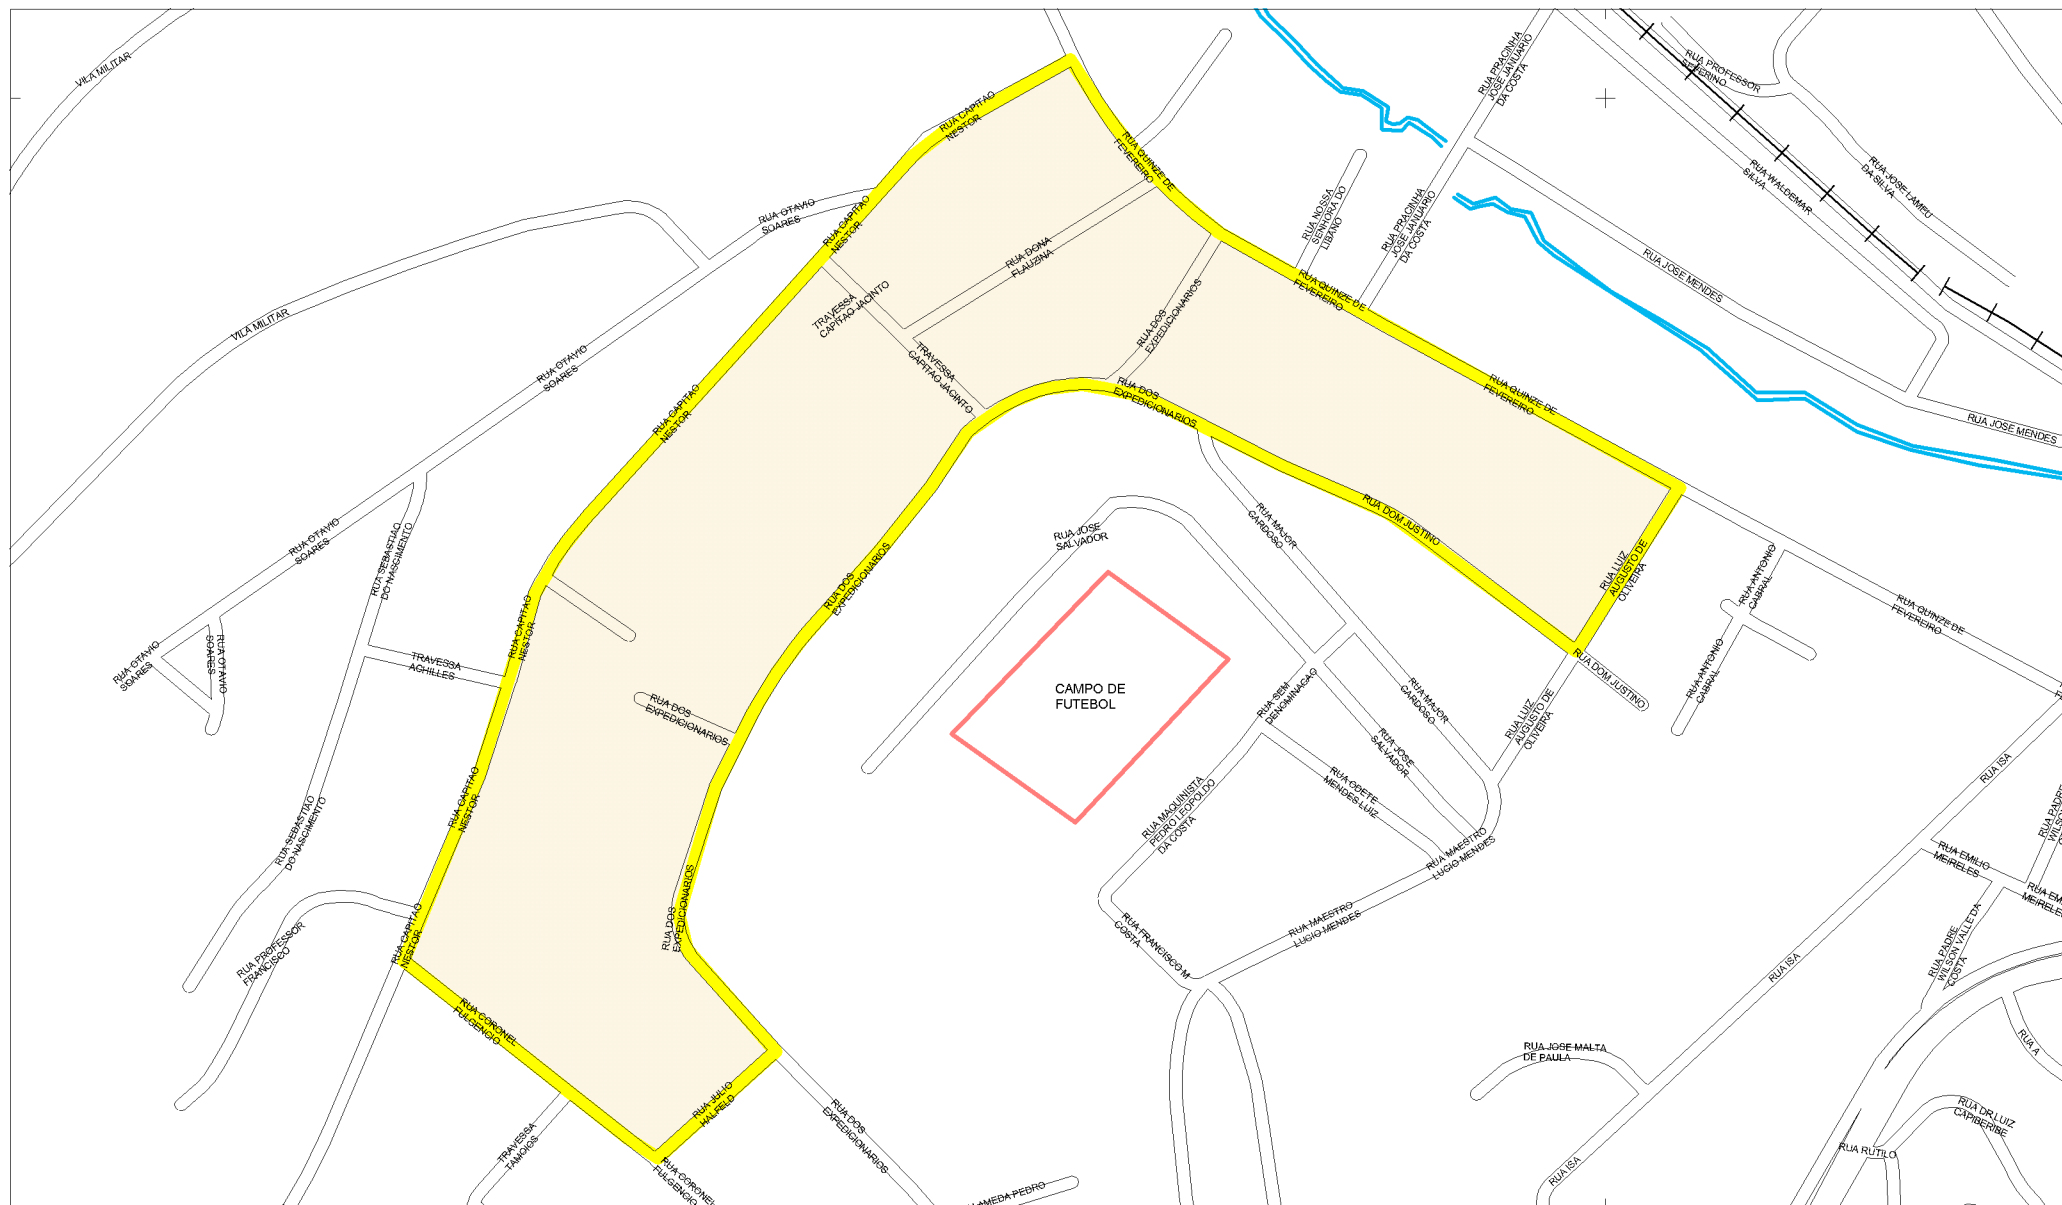 VILA MILITAR
RUA CAPITAO
NESTOR
RUA QUINZE DE
FEVEREIRO
RUA PRACINHA
JOSE JANUARIO
DA COSTA
RUA PROFESSOR
SEVERINO
RUA JOSE LAMEU
DA SILVA
RUA WALDEMAR
SILVA
RUA OTAVIO
SOARES
RUA CAPITAO
NESTOR
RUA DONA
FLAUZINA
RUA NOSSA
SENHORA DO
LIBANO
RUA PRACINHA
JOSE JANUARIO
DA COSTA
RUA JOSE MENDES
VILA MILITAR
TRAVESSA
CAPITAO JACINTO
RUA DOS
EXPEDICIONARIOS
RUA QUINZE DE
FEVEREIRO
RUA OTAVIO
SOARES
TRAVESSA
CAPITAO JACINTO
RUA CAPITAO
NESTOR
RUA DOS
EXPEDICIONARIOS
RUA QUINZE DE
FEVEREIRO
RUA JOSE MENDES
RUA OTAVIO
SOARES
RUA SEBASTIAO
DO NASCIMENTO
RUA JOSE
SALVADOR
RUA MAJOR
CARDOSO
RUA DOM JUSTINO
RUA LUIZ
AUGUSTO DE
OLIVEIRA
RUA ANTONIO
CABRAL
RUA QUINZE DE
FEVEREIRO
RUA DOS
EXPEDICIONARIOS
RUA CAPITAO
NESTOR
RUA OTAVIO
SOARES
RUA OTAVIO
SOARES
TRAVESSA
ACHILLES
RUA DOS
EXPEDICIONARIOS
CAMPO DE
FUTEBOL
RUA SEM
DENOMINACAO
RUA MAJOR
CARDOSO
RUA LUIZ
AUGUSTO DE
OLIVEIRA
RUA DOM JUSTINO
RUA ANTONIO
CABRAL
RUA JOSE
SALVADOR
RUA ODETE
MENDES LUIZ
RUA MAQUINISTA
PEDRO LEOPOLDO
DA COSTA
RUA ISA
RUA CAPITAO
NESTOR
RUA SEBASTIAO
DO NASCIMENTO
RUA MAESTRO
LUCIO MENDES
RUA EMILIO
MEIRELES
RUA PADRE
RUA PROFESSOR
FRANCISCO
RUA CAPITAO
NESTOR
RUA DOS
EXPEDICIONARIOS
RUA FRANCISCO M
COSTA
RUA MAESTRO
LUCIO MENDES
RUA ISA
RUA PADRE
WILSON VALLE DA
COSTA
RUA CORONEL
FULGENCIO
RUA JULIO
HALFELD
RUA DOS
EXPEDICIONARIOS
TRAVESSA
TAMOIOS
RUA CORONEL
FULGENCIO
AMEDA PEDRO
RUA JOSE MALTA
DE PAULA
RUA ISA
RUA A
RUA DR LUIZ
CAPIBERIBE
RUA RUTILO